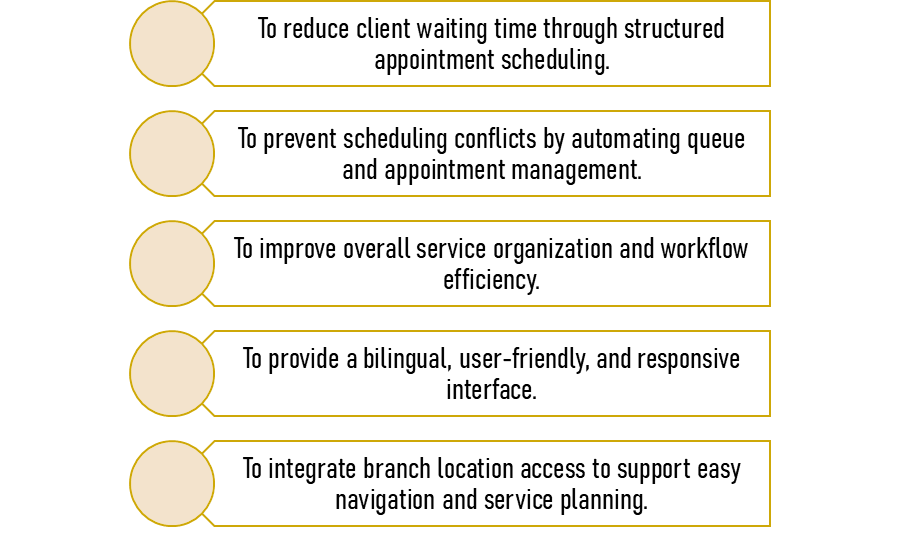 To reduce client waiting time through structured
appointment scheduling.
To prevent scheduling conflicts by automating queue
and appointment management.
To improve overall service organization and workflow
efficiency.
To provide a bilingual, user-friendly, and responsive
interface.
To integrate branch location access to support easy
navigation and service planning.